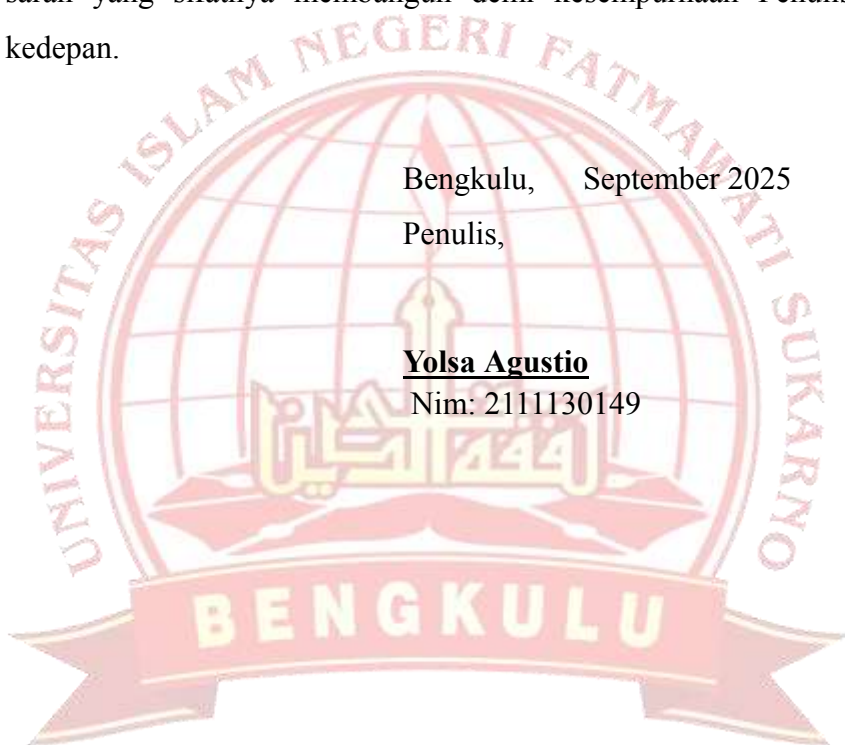 saran yang sifatnya membangun demi kesempurnaan Penulis
kedepan.
Bengkulu, September 2025
Penulis,
Yolsa Agustio
Nim: 2111130149
UNIVERSITAS ISLAM NEGERI FATMAWATI SUKARNO
BENGKULU